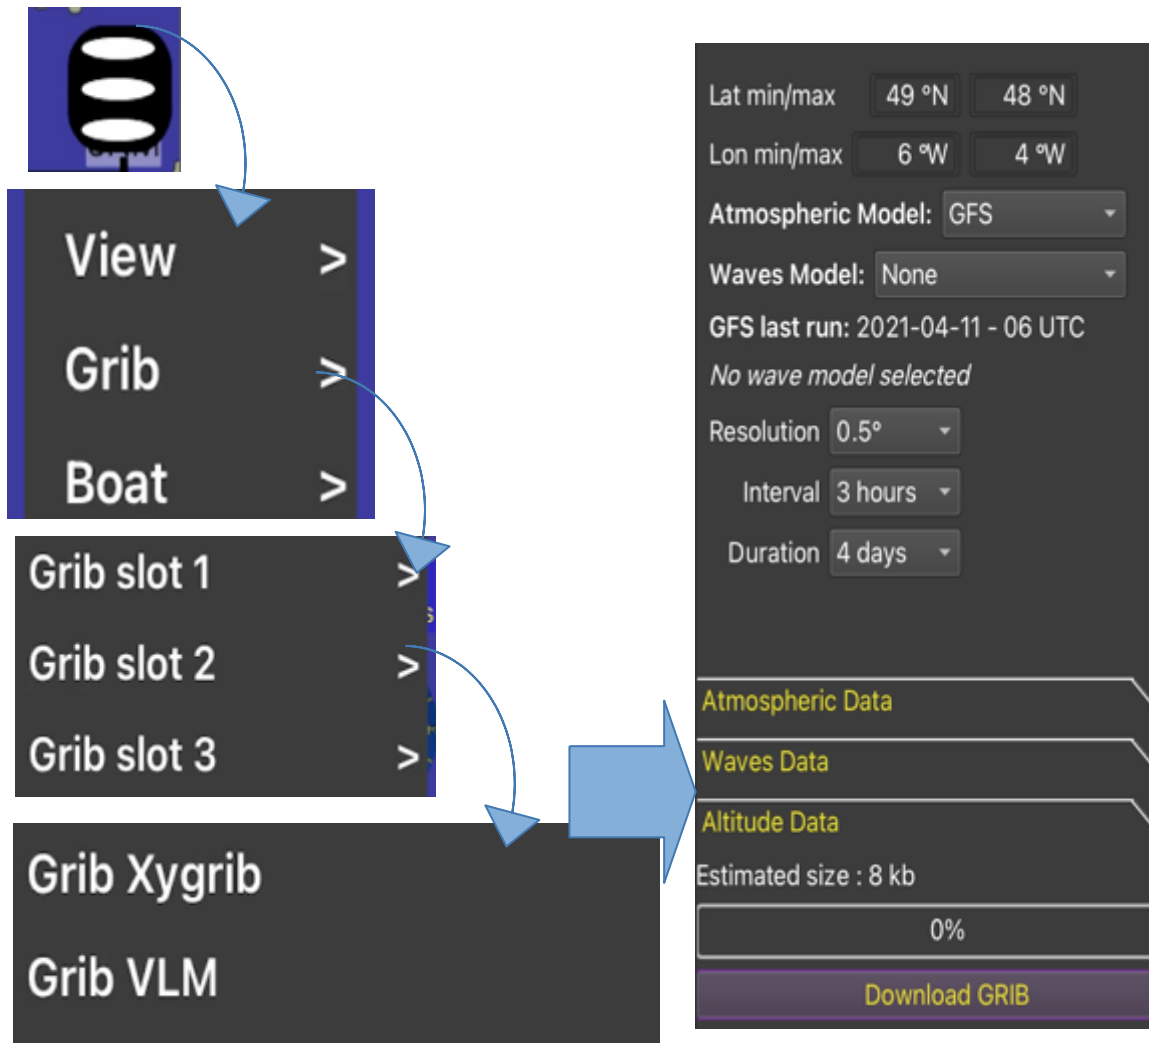 View >
Grib >
Boat >
Grib slot 1 >
Grib slot 2 >
Grib slot 3 >
Grib Xygrib
Grib VLM
Lat min/max 49 °N 48 °N
Lon min/max 6 °W 4 °W
Atmospheric Model: GFS
Waves Model: None
GFS last run: 2021-04-11 - 06 UTC
No wave model selected
Resolution 0.5°
Interval 3 hours
Duration 4 days
Atmospheric Data
Waves Data
Altitude Data
Estimated size : 8 kb
0%
Download GRIB